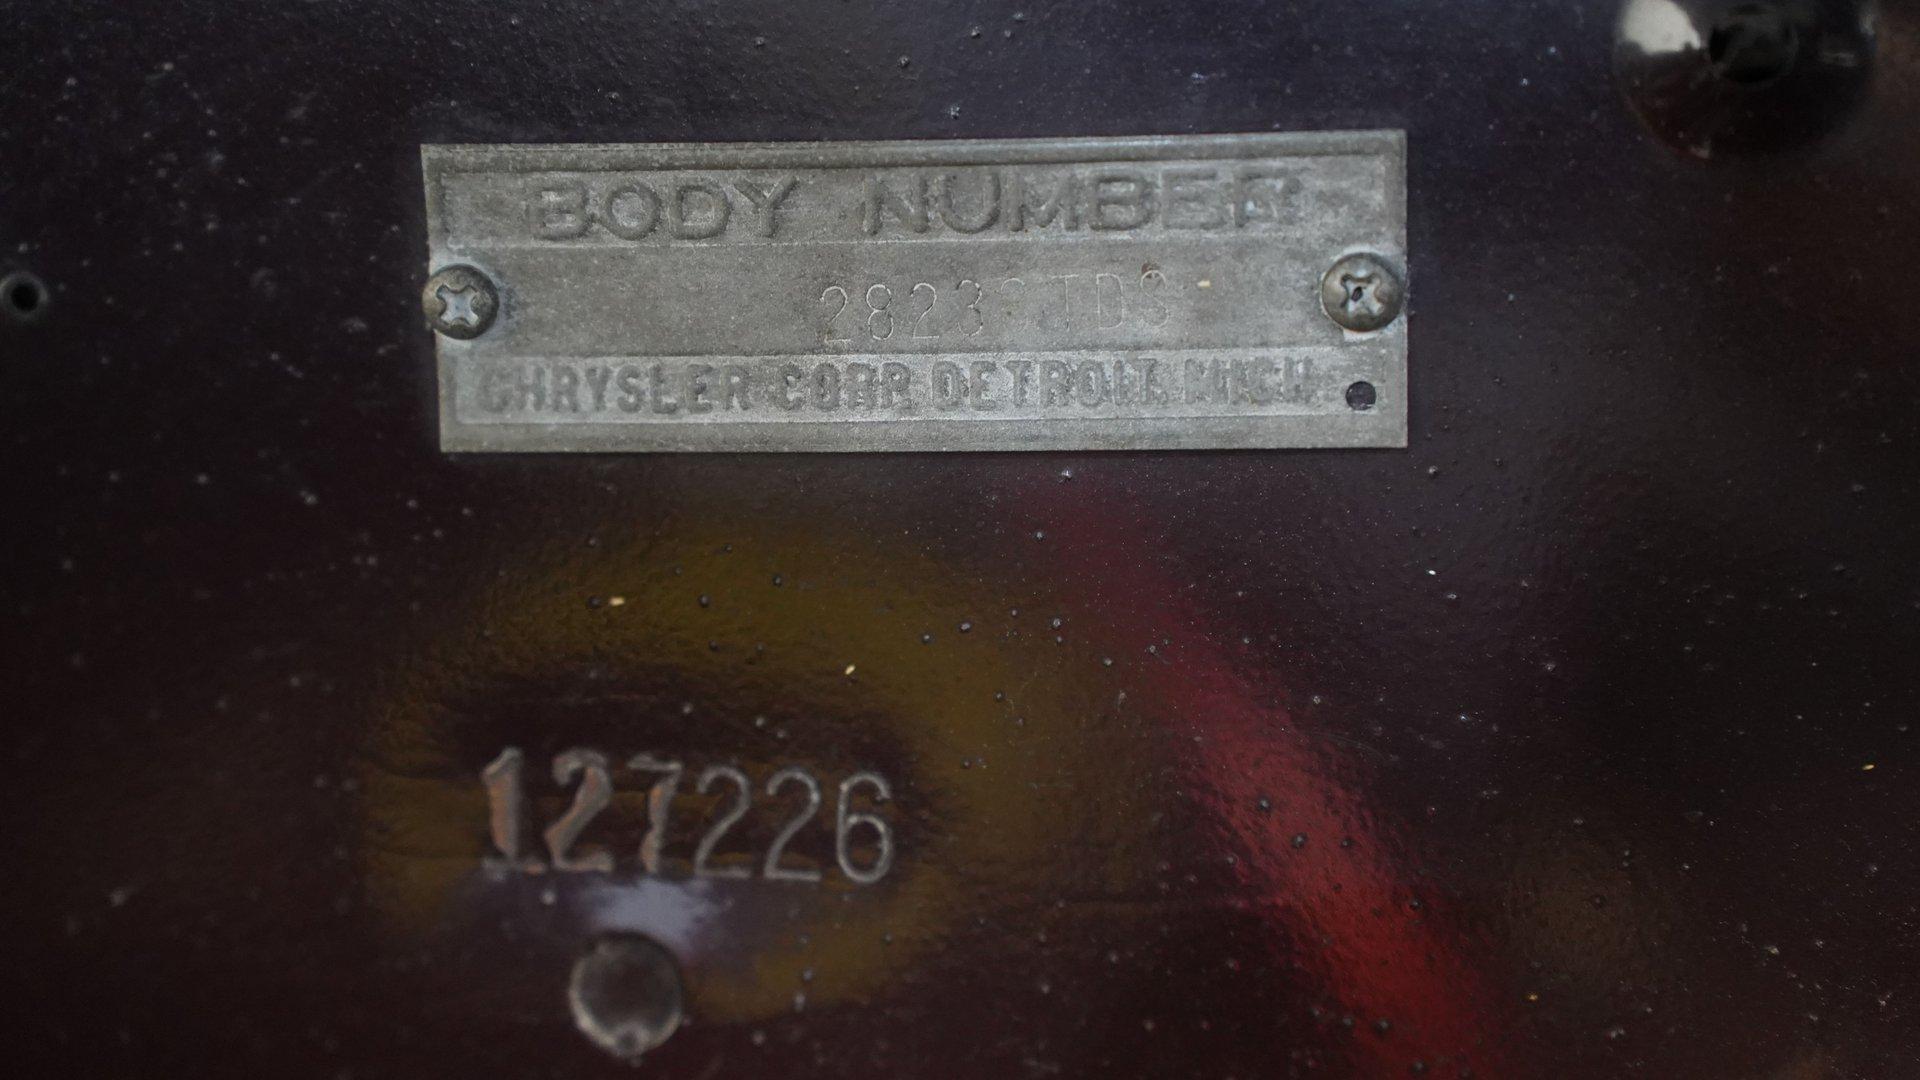 BODY NUMBER
CHRYSLER CORP. DETROIT, MICH.
127226